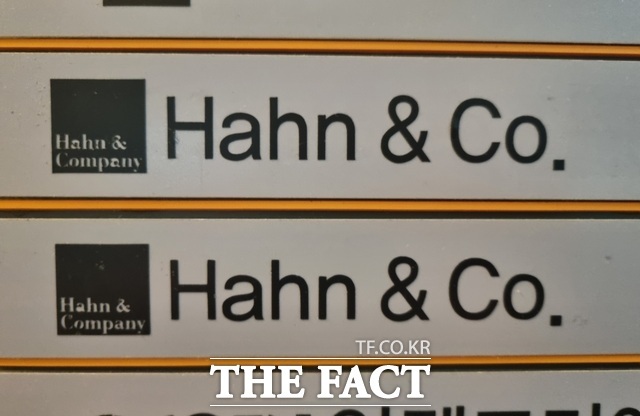 Hahn &
Company
Hahn & Co.
Hahn &
Company
Hahn & Co.
TF.CO.KR
THE FACT